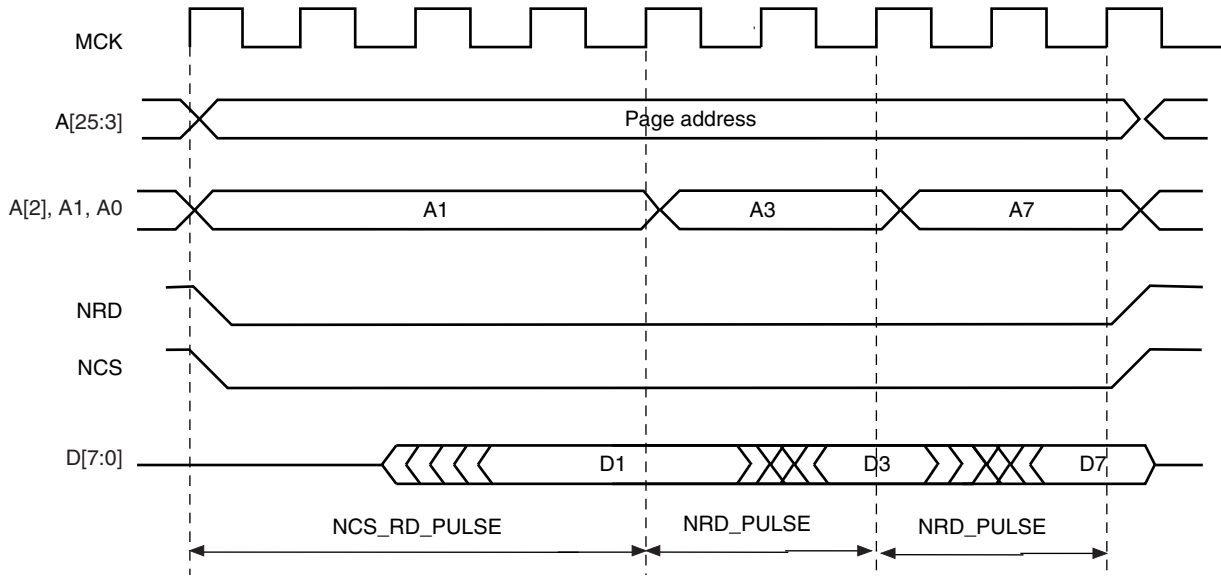 MCK
A[25:3]
Page address
A[2], A1, A0
A1
A3
A7
NRD
NCS
D[7:0]
D1
D3
D7
NCS_RD_PULSE
NRD_PULSE
NRD_PULSE